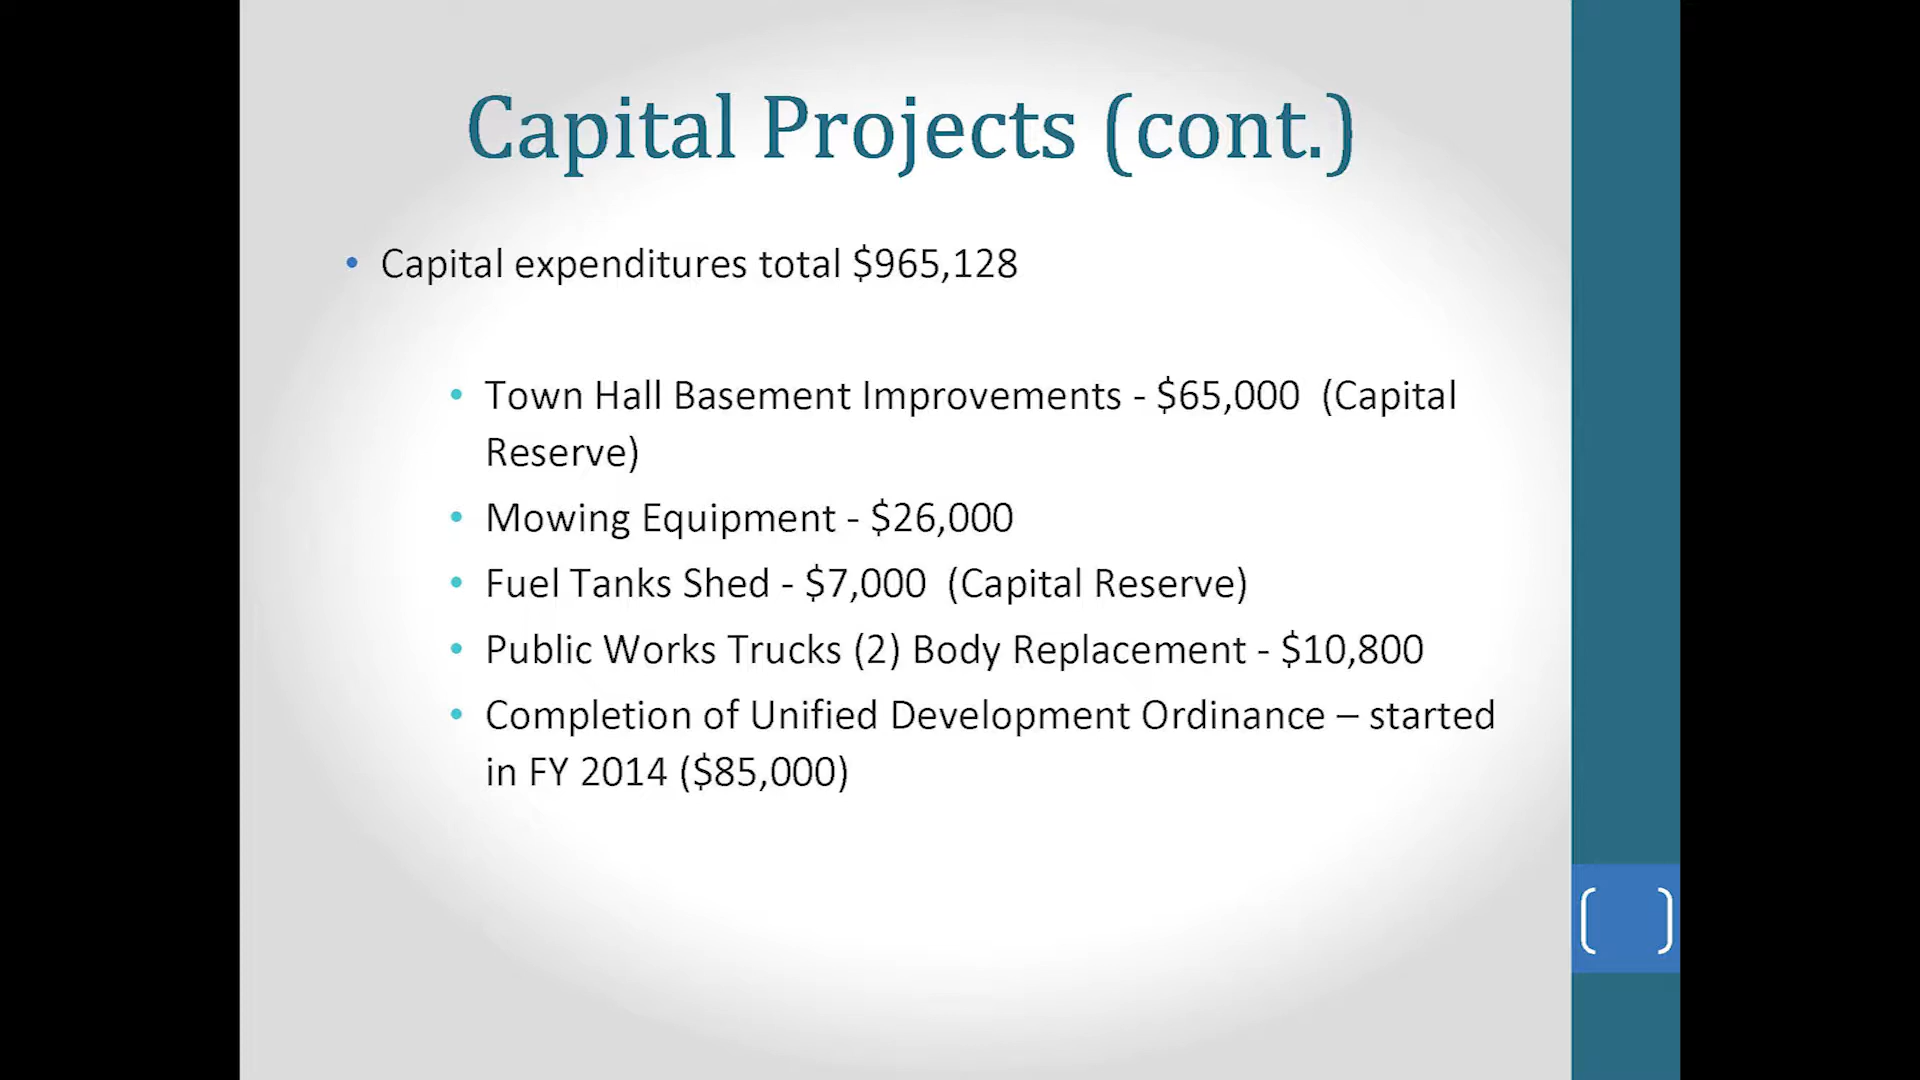 Capital Projects (cont.)
• Capital expenditures total $965,128
• Town Hall Basement Improvements - $65,000  (Capital
Reserve)
• Mowing Equipment - $26,000
• Fuel Tanks Shed - $7,000  (Capital Reserve)
• Public Works Trucks (2) Body Replacement - $10,800
• Completion of Unified Development Ordinance – started
in FY 2014 ($85,000)